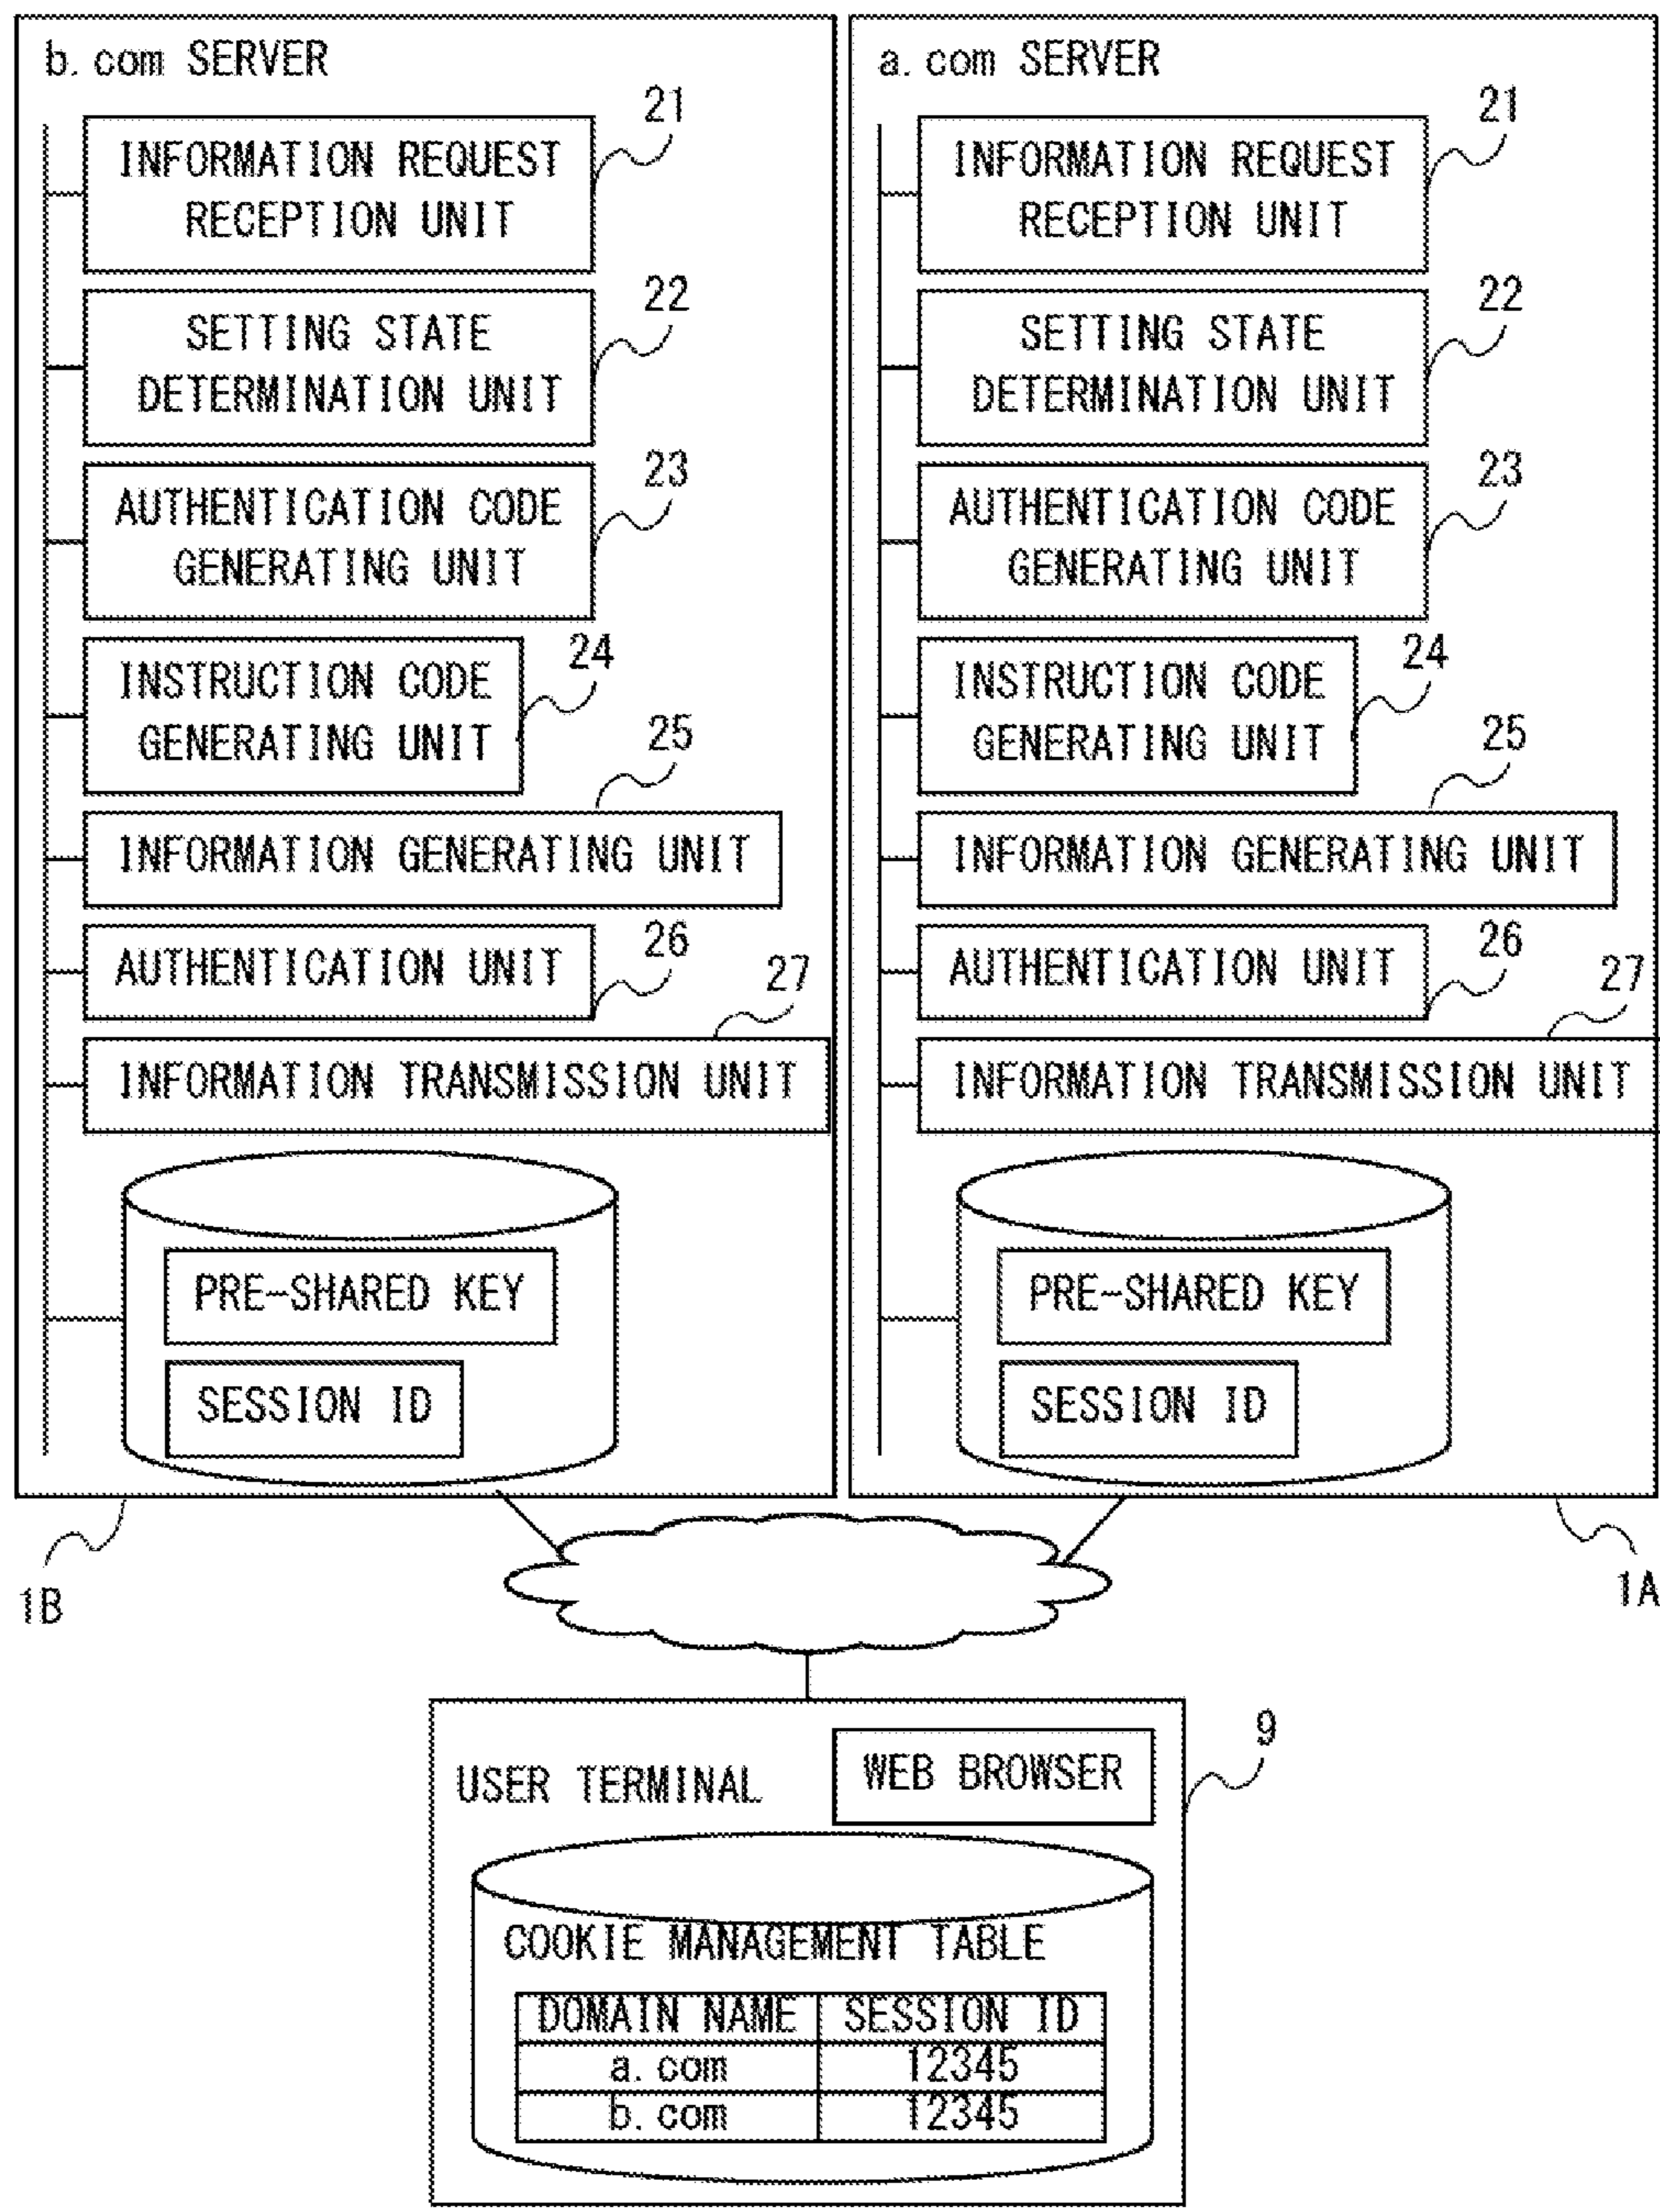 b.com SERVER
21
INFORMATION REQUEST
RECEPTION UNIT
22
SETTING STATE
DETERMINATION UNIT
23
AUTHENTICATION CODE
GENERATING UNIT
24
INSTRUCTION CODE
GENERATING UNIT
25
INFORMATION GENERATING UNIT
26
AUTHENTICATION UNIT
27
INFORMATION TRANSMISSION UNIT
PRE-SHARED KEY
SESSION ID
1B
a.com SERVER
21
INFORMATION REQUEST
RECEPTION UNIT
22
SETTING STATE
DETERMINATION UNIT
23
AUTHENTICATION CODE
GENERATING UNIT
24
INSTRUCTION CODE
GENERATING UNIT
25
INFORMATION GENERATING UNIT
26
AUTHENTICATION UNIT
27
INFORMATION TRANSMISSION UNIT
PRE-SHARED KEY
SESSION ID
1A
9
USER TERMINAL
WEB BROWSER
COOKIE MANAGEMENT TABLE
DOMAIN NAME SESSION ID
a.com 12345
b.com 12345